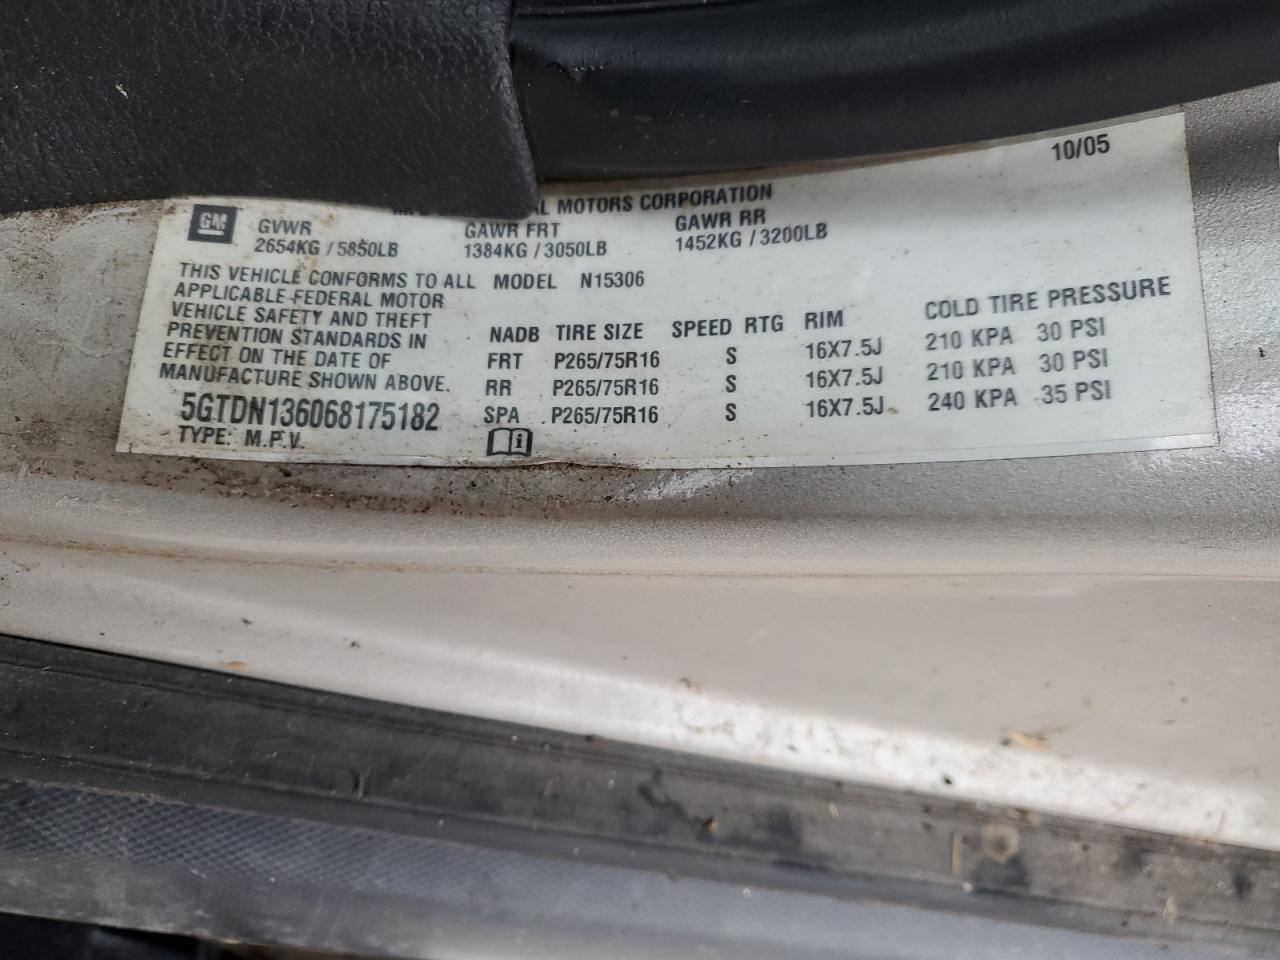 10/05
AL MOTORS CORPORATION
GM
GVWR GAWR FRT GAWR RR
2654KG / 5850LB 1384KG / 3050LB 1452KG / 3200LB
THIS VEHICLE CONFORMS TO ALL
APPLICABLE FEDERAL MOTOR
VEHICLE SAFETY AND THEFT
PREVENTION STANDARDS IN
EFFECT ON THE DATE OF
MANUFACTURE SHOWN ABOVE.
5GTDN136068175182
TYPE: M.P.V.
MODEL N15306
NADB TIRE SIZE SPEED RTG RIM COLD TIRE PRESSURE
FRT P265/75R16 S 16X7.5J 210 KPA 30 PSI
RR P265/75R16 S 16X7.5J 210 KPA 30 PSI
SPA P265/75R16 S 16X7.5J 240 KPA 35 PSI